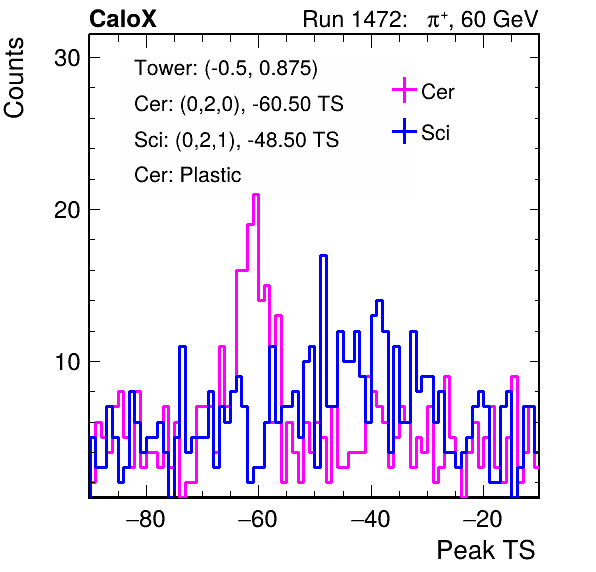 CaloX Run 1472: π⁺, 60 GeV
Counts
30
20
10
Tower: (-0.5, 0.875)
Cer: (0,2,0), -60.50 TS
Sci: (0,2,1), -48.50 TS
Cer: Plastic
Cer
Sci
−80 −60 −40 −20
Peak TS